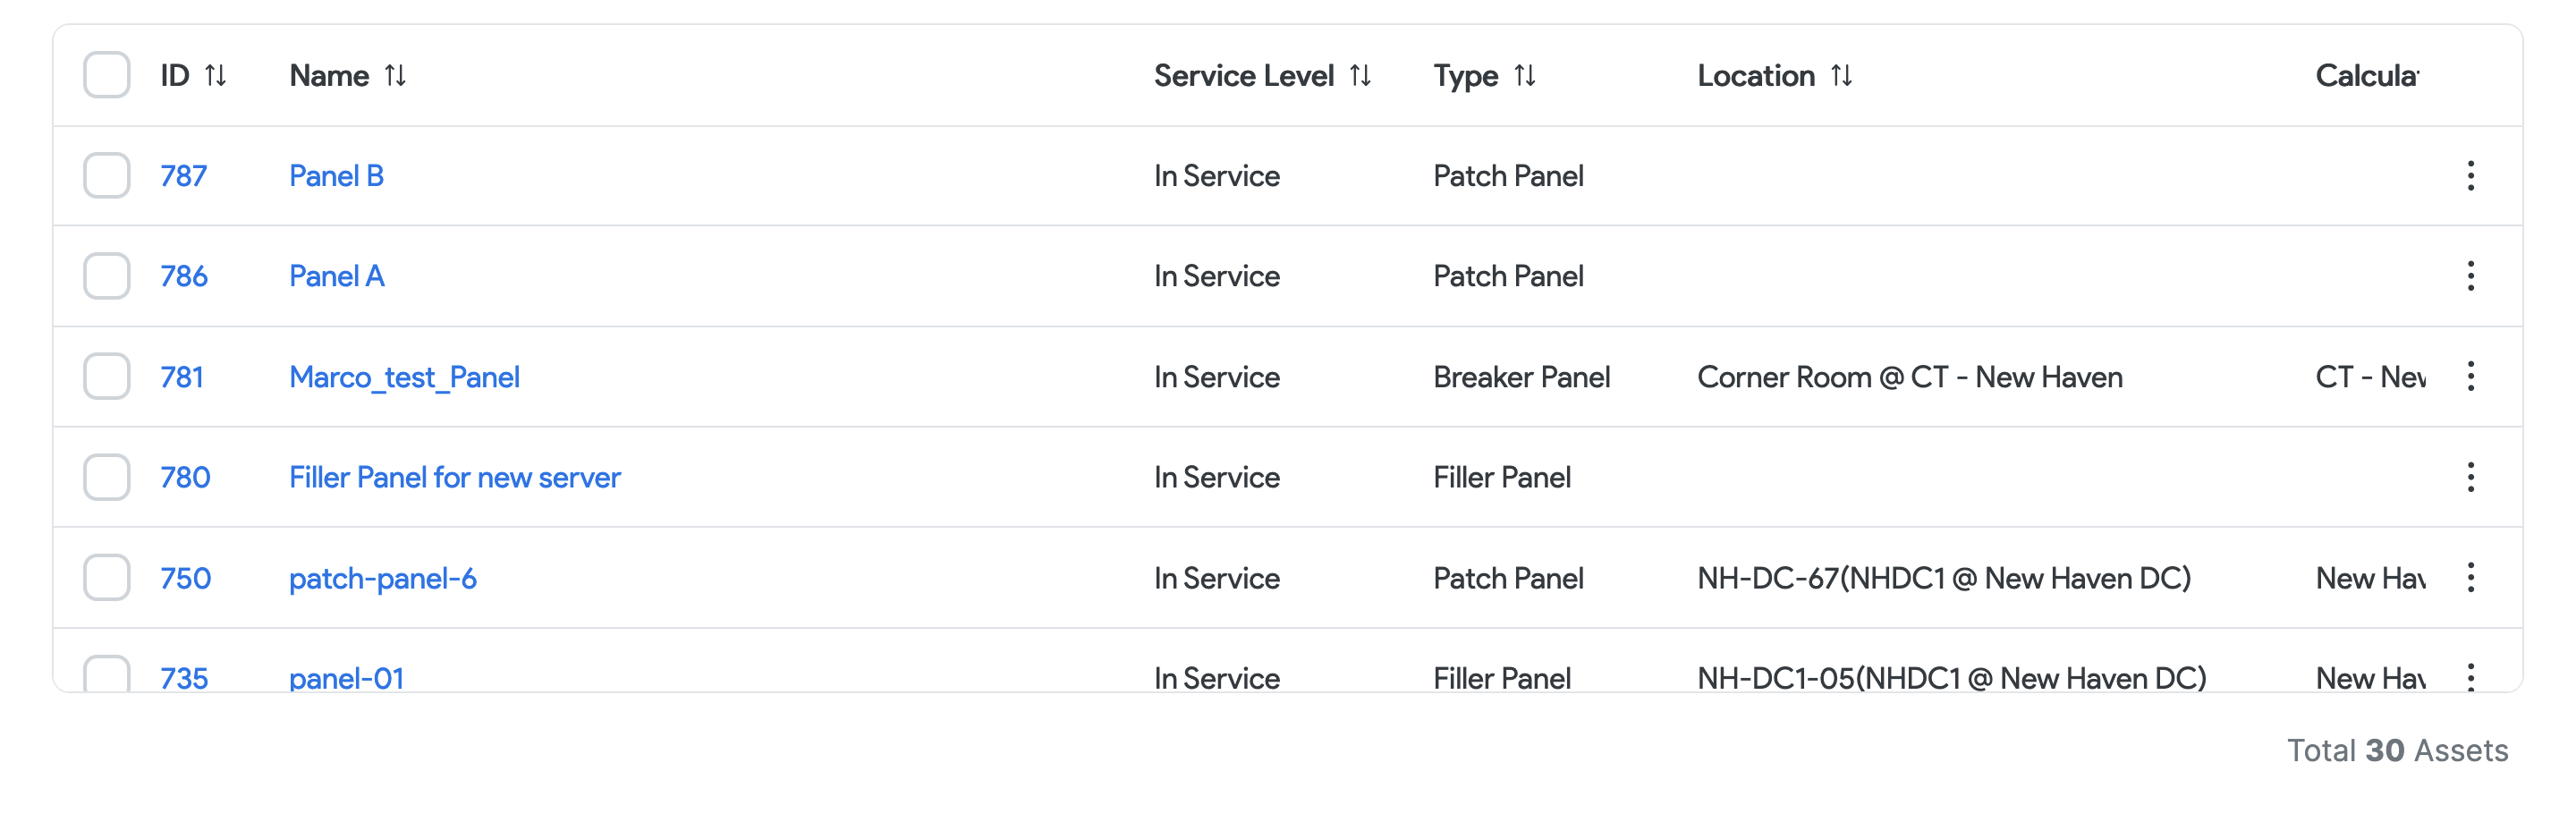 ID Name Service Level Type Location Calcula
787 Panel B In Service Patch Panel
786 Panel A In Service Patch Panel
781 Marco_test_Panel In Service Breaker Panel Corner Room @ CT - New Haven CT - Nev
780 Filler Panel for new server In Service Filler Panel
750 patch-panel-6 In Service Patch Panel NH-DC-67(NHDC1 @ New Haven DC) New Hav
735 panel-01 In Service Filler Panel NH-DC1-05(NHDC1 @ New Haven DC) New Hav
Total 30 Assets